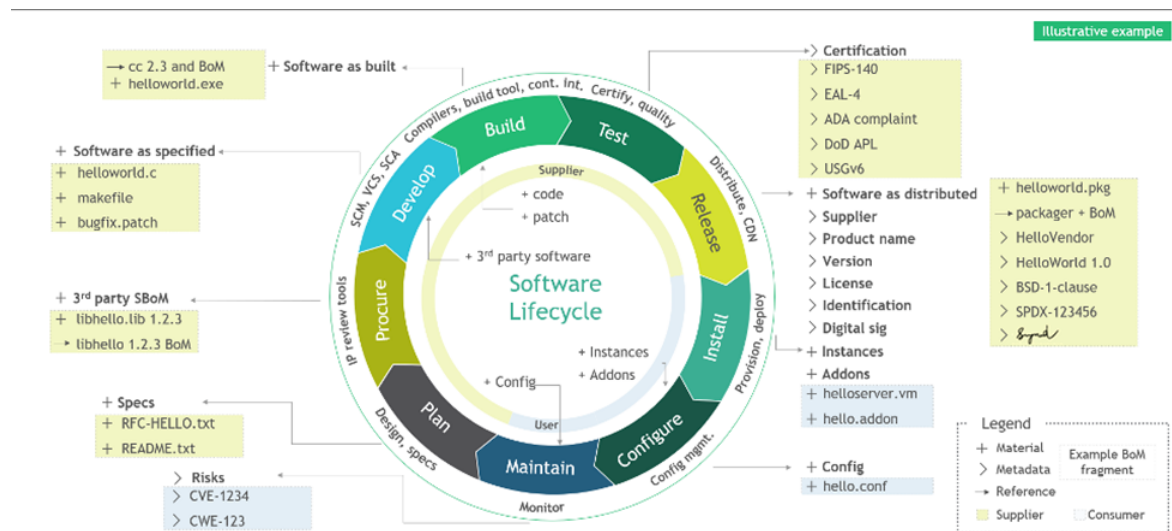 Illustrative example
→ cc 2.3 and BoM
+ helloworld.exe
+ Software as built
+ Software as specified
+ helloworld.c
+ makefile
+ bugfix.patch
+ 3rd party SBoM
+ libhello.lib 1.2.3
→ libhello 1.2.3 BoM
+ Specs
+ RFC-HELLO.txt
+ README.txt
> Risks
> CVE-1234
> CWE-123
Compilers, build tool, cont. int.
Certify, quality
Distribute, CDN
Provision, deploy
Config mgmt.
Monitor
Design, specs
IP review tools
SCM, VCS, SCA
Build
Test
Release
Install
Configure
Maintain
Plan
Procure
Develop
Supplier
+ code
+ patch
+ 3rd party software
Software
Lifecycle
+ Instances
+ Addons
+ Config
User
> Certification
> FIPS-140
> EAL-4
> ADA complaint
> DoD APL
> USGv6
+ Software as distributed
> Supplier
> Product name
> Version
> License
> Identification
> Digital sig
+ Instances
+ Addons
+ helloserver.vm
+ hello.addon
+ Config
+ hello.conf
+ helloworld.pkg
→ packager + BoM
> HelloVendor
> HelloWorld 1.0
> BSD-1-clause
> SPDX-123456
>
Legend
+ Material
> Metadata
→ Reference
Supplier
Example BoM
fragment
Consumer